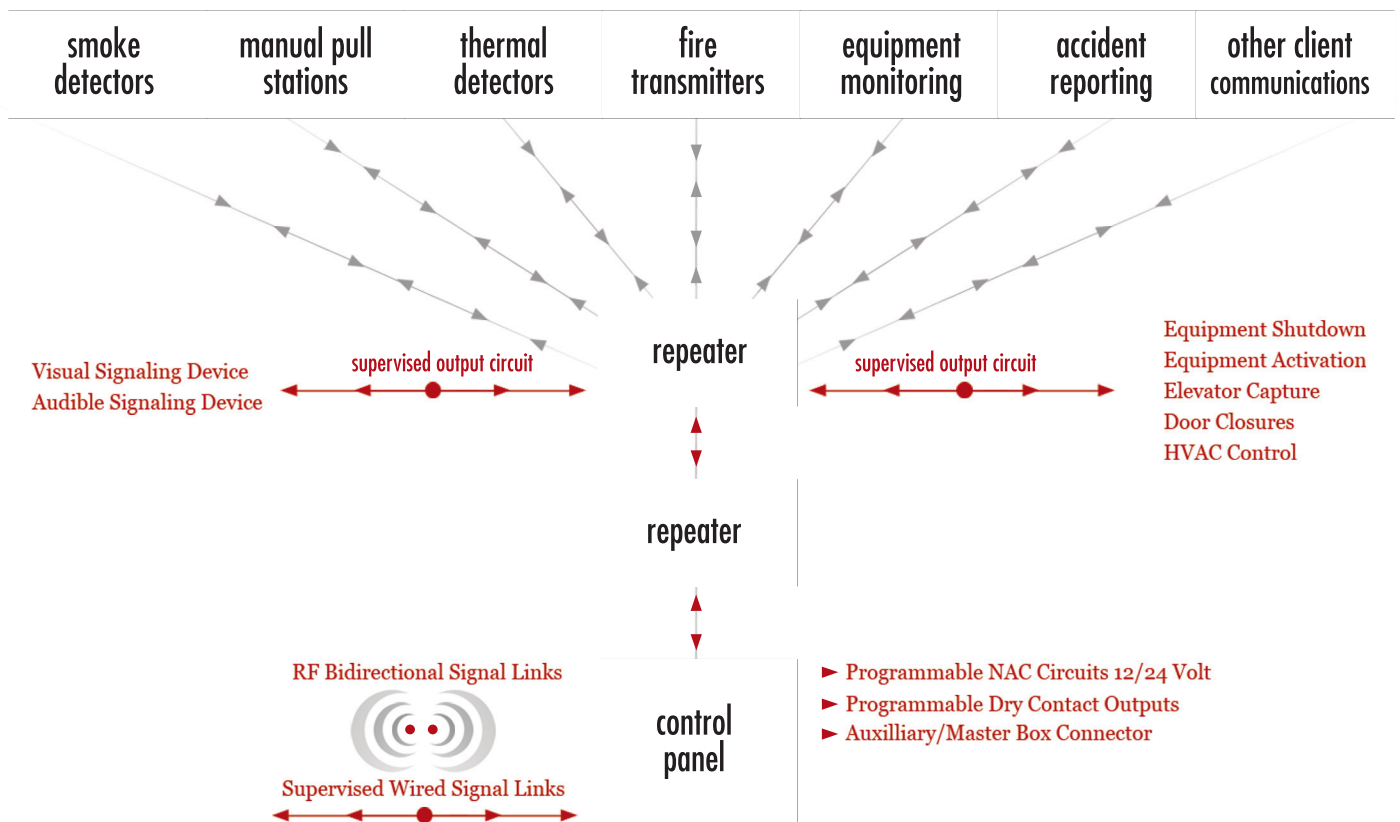 smoke
detectors
manual pull
stations
thermal
detectors
fire
transmitters
equipment
monitoring
accident
reporting
other client
communications
repeater
supervised output circuit
Visual Signaling Device
Audible Signaling Device
supervised output circuit
Equipment Shutdown
Equipment Activation
Elevator Capture
Door Closures
HVAC Control
repeater
RF Bidirectional Signal Links
Supervised Wired Signal Links
control
panel
Programmable NAC Circuits 12/24 Volt
Programmable Dry Contact Outputs
Auxilliary/Master Box Connector